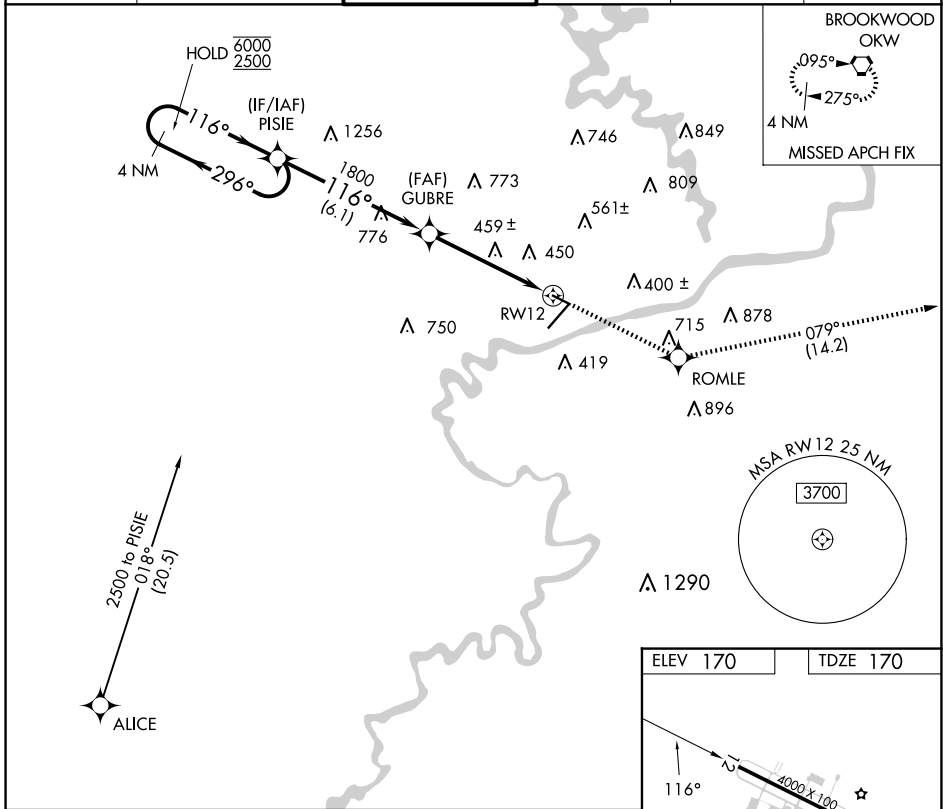 BROOKWOOD
OKW
095°
275°
4 NM
MISSED APCH FIX
HOLD 6000
2500
(IF/IAF)
PISIE
116°
296°
4 NM
1256
1800
116°
(6.1)
776
(FAF)
GUBRE
773
459 ±
450
746
849
809
561±
400 ±
RW12
750
419
715
878
079°
(14.2)
ROMLE
896
MSA RW12 25 NM
3700
1290
2500 to PISIE
018°
(20.5)
ALICE
ELEV 170
TDZE 170
12
4000 X 100
116°